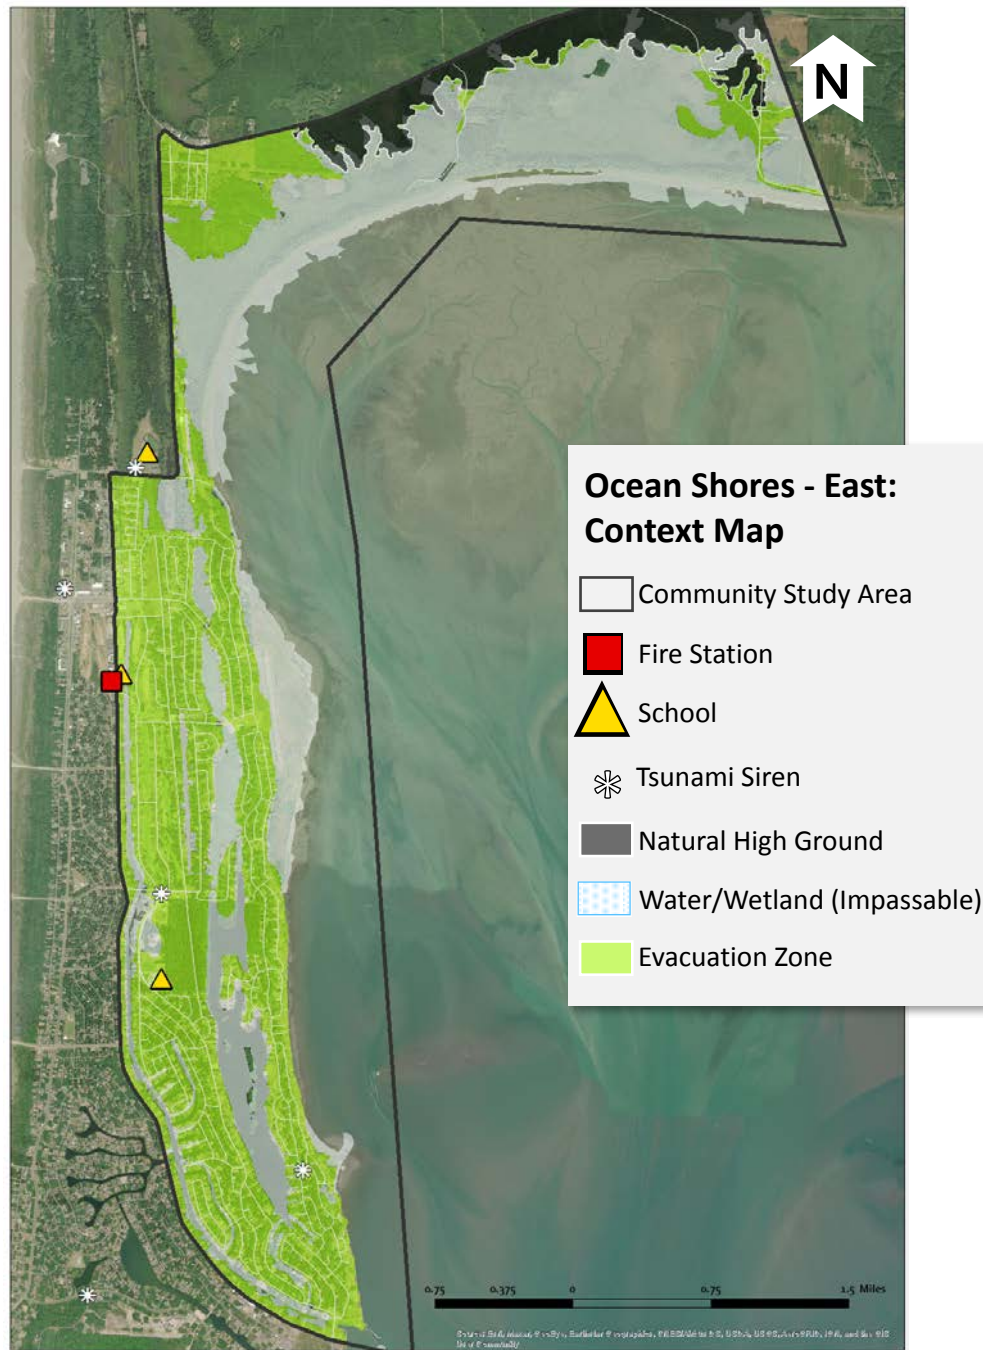 N
Ocean Shores - East:
Context Map
Community Study Area
Fire Station
School
Tsunami Siren
Natural High Ground
Water/Wetland (Impassable)
Evacuation Zone
0.75 0.375 0 0.75 1.5 Miles